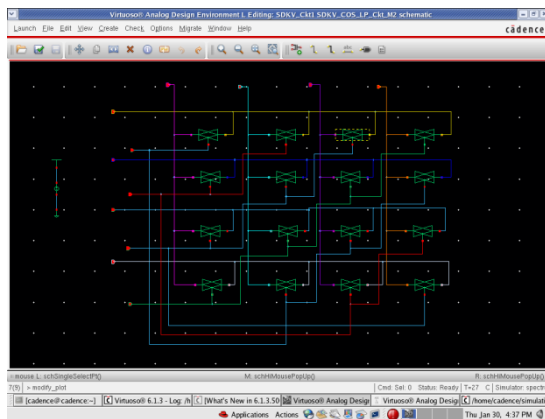 Virtuoso® Analog Design Environment L Editing: SDKV_Ckt1 SDKV_COS_LP_Ckt_M2 schematic
Launch File Edit View Create Check Options Migrate Window Help
cādence
mouse L: schSingleSelectPt()
M: schHiMousePopUp()
R: schHiMousePopUp()
7(9) > modify_plot
Cmd: Sel: 0 Status: Ready T=27 C Simulator: spectr
[cadence@cadence:~]
Virtuoso® 6.1.3 - Log: /h
[What's New in 6.1.3.50
Virtuoso® Analog Design E
Virtuoso® Analog Design E
/home/cadence/simulati
Applications Actions
Thu Jan 30, 4:37 PM